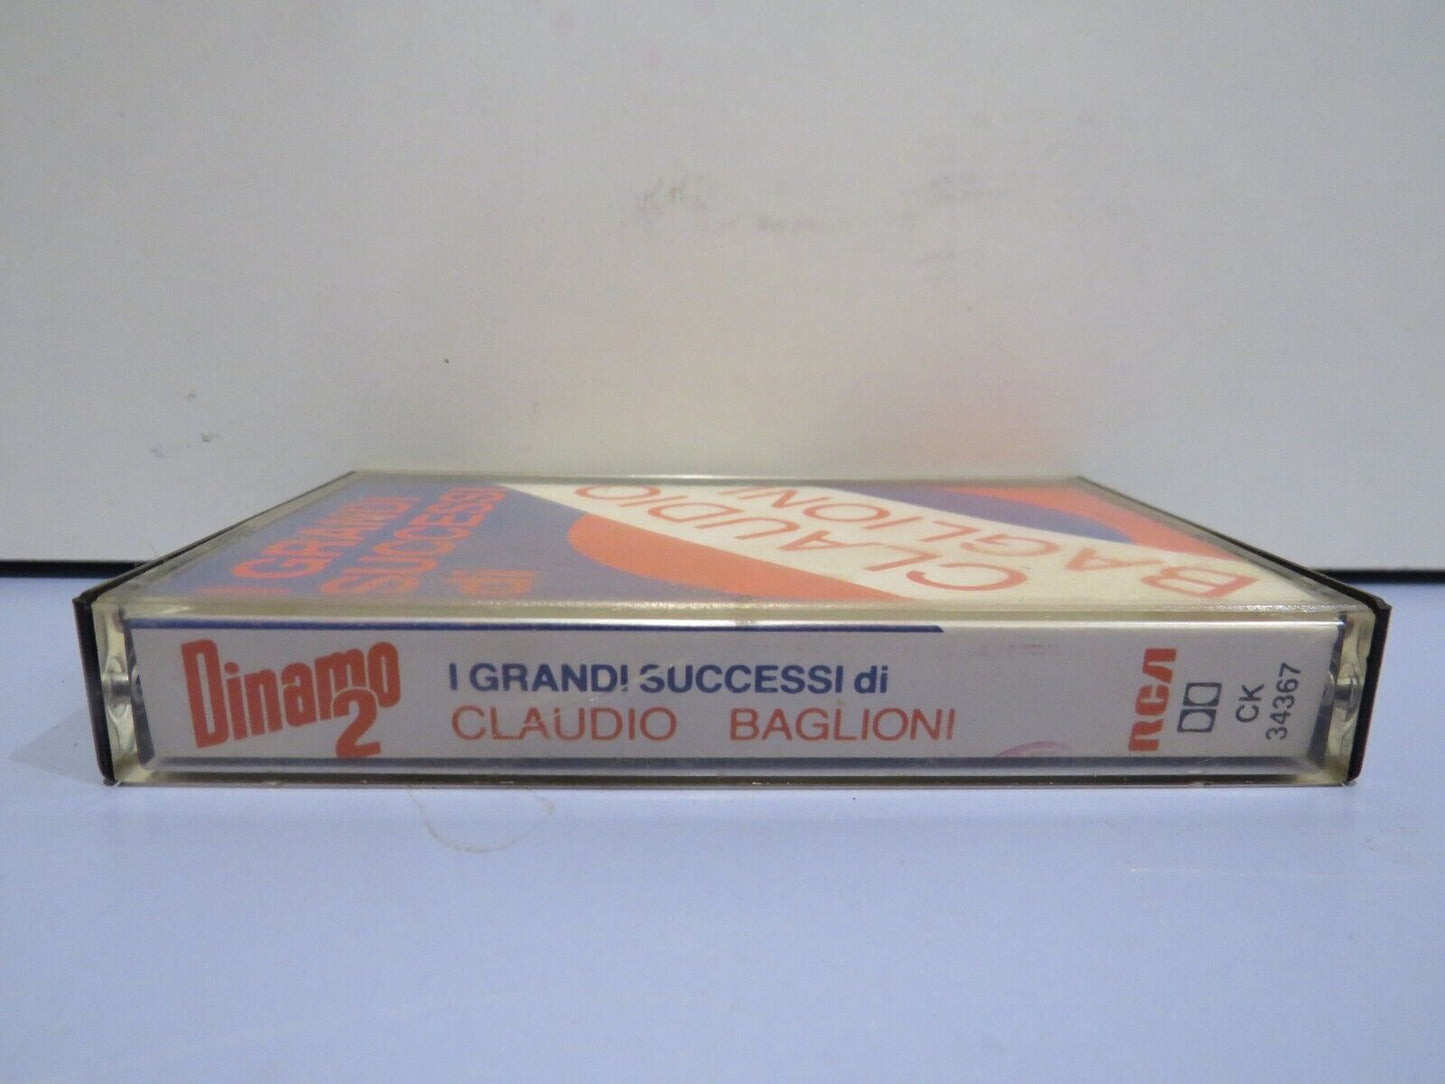 I GRANDI
SUCCESSI
CLAUDIO
BAGLIONI
Dinamo
2
I GRANDI SUCCESSI di
CLAUDIO BAGLIONI
RCA
CK
34367